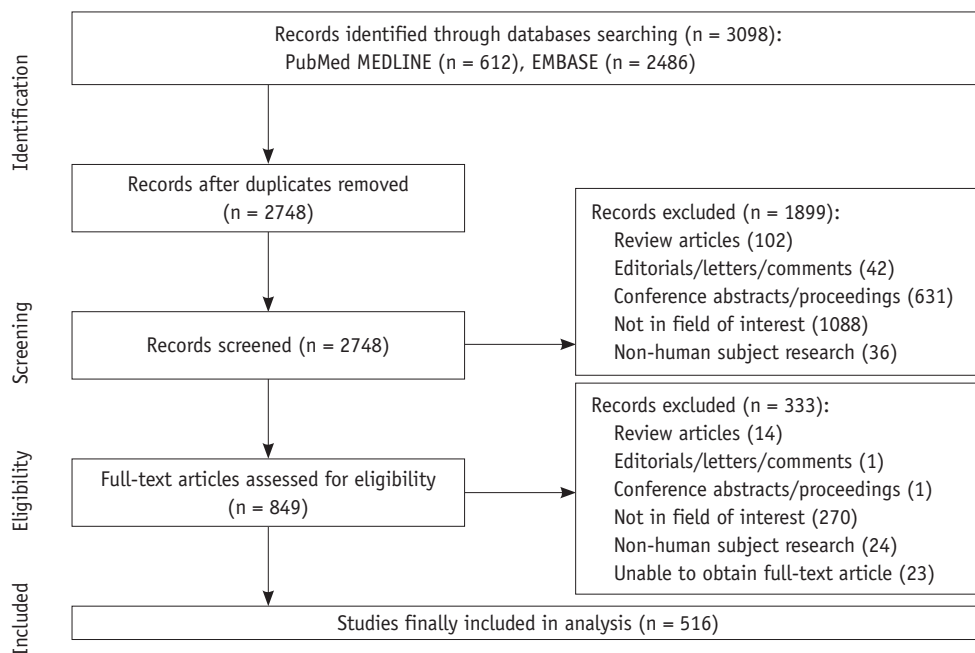 Identification
Records identified through databases searching (n = 3098):
PubMed MEDLINE (n = 612), EMBASE (n = 2486)
Records after duplicates removed
(n = 2748)
Screening
Records screened (n = 2748)
Records excluded (n = 1899):
Review articles (102)
Editorials/letters/comments (42)
Conference abstracts/proceedings (631)
Not in field of interest (1088)
Non-human subject research (36)
Eligibility
Full-text articles assessed for eligibility
(n = 849)
Records excluded (n = 333):
Review articles (14)
Editorials/letters/comments (1)
Conference abstracts/proceedings (1)
Not in field of interest (270)
Non-human subject research (24)
Unable to obtain full-text article (23)
Included
Studies finally included in analysis (n = 516)